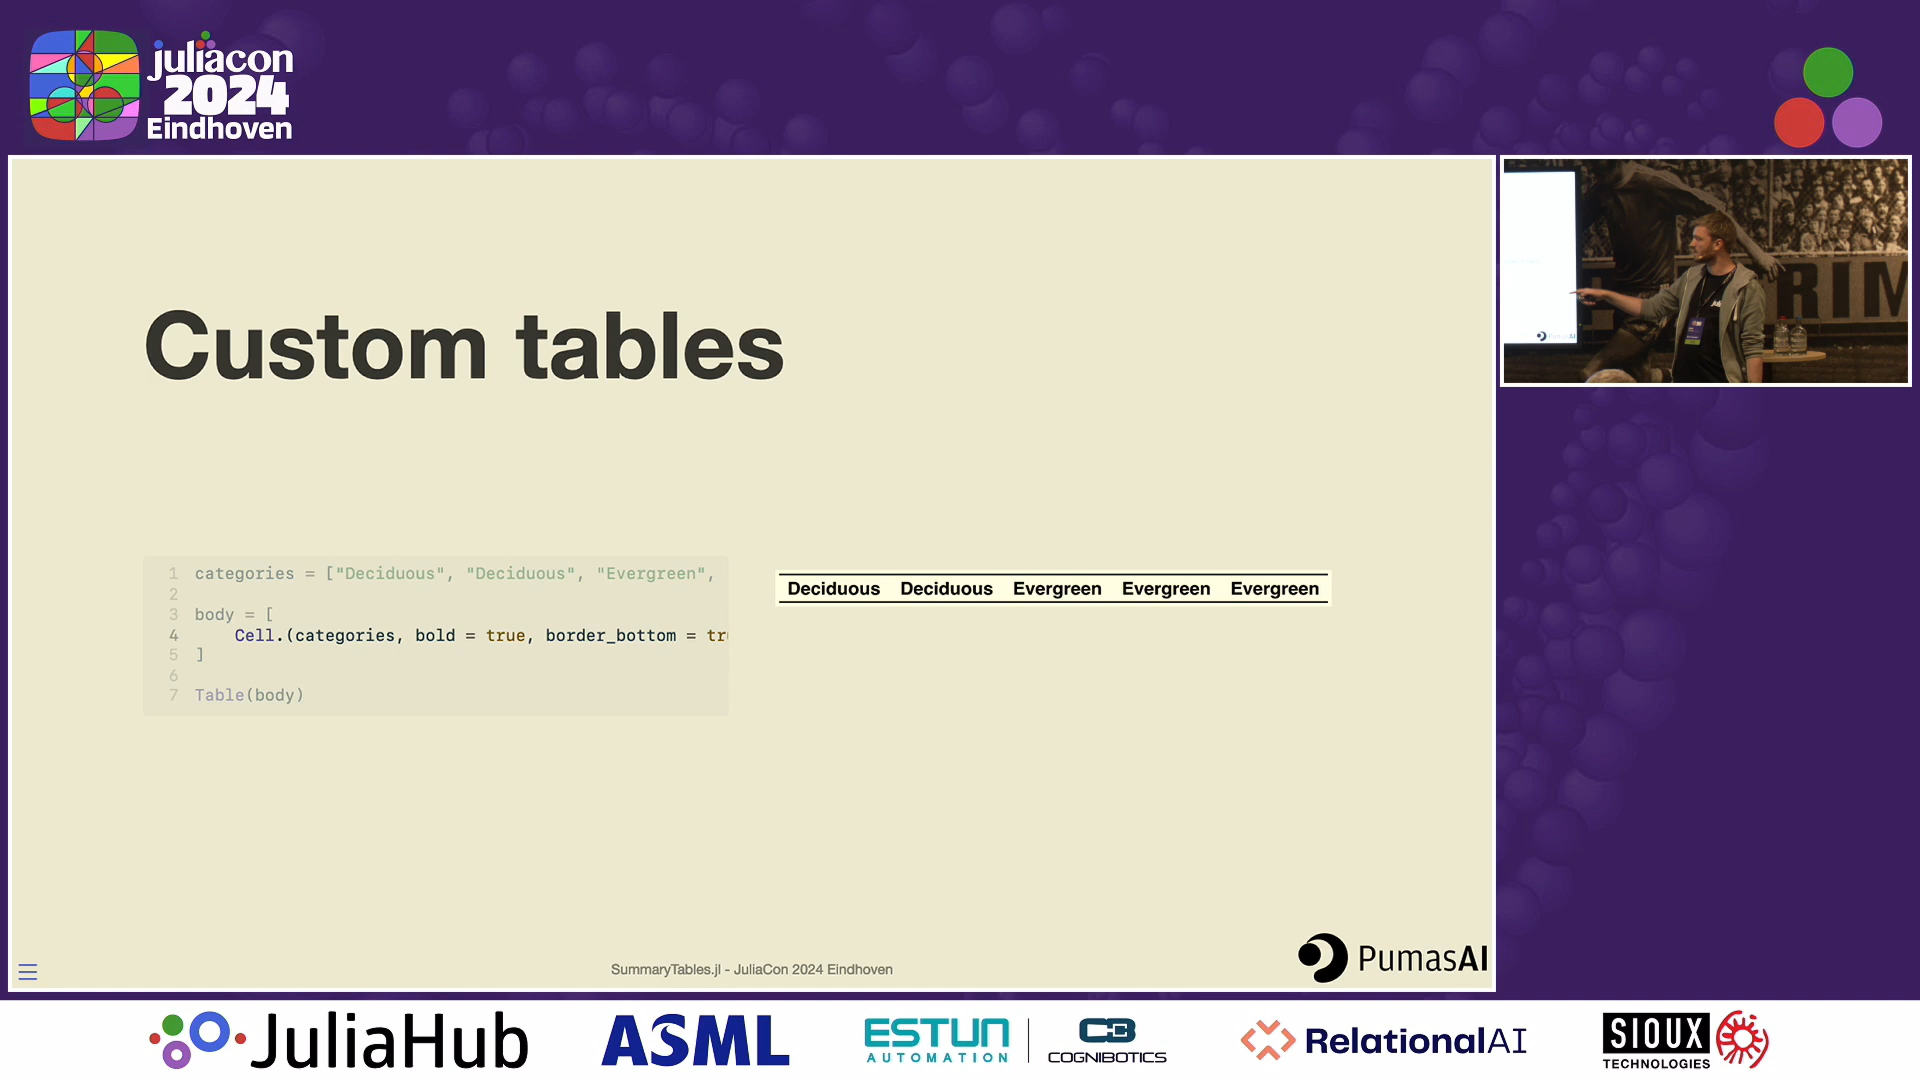 juliacon
2024
Eindhoven
Custom tables
1 categories = ["Deciduous", "Deciduous", "Evergreen",
2
3 body = [
4 Cell.(categories, bold = true, border_bottom = tru
5 ]
6
7 Table(body)
Deciduous Deciduous Evergreen Evergreen Evergreen
SummaryTables.jl - JuliaCon 2024 Eindhoven
PumasAI
RIM
JuliaHub
ASML
ESTUN
AUTOMATION
COGNIBOTICS
RelationalAI
SIOUX
TECHNOLOGIES